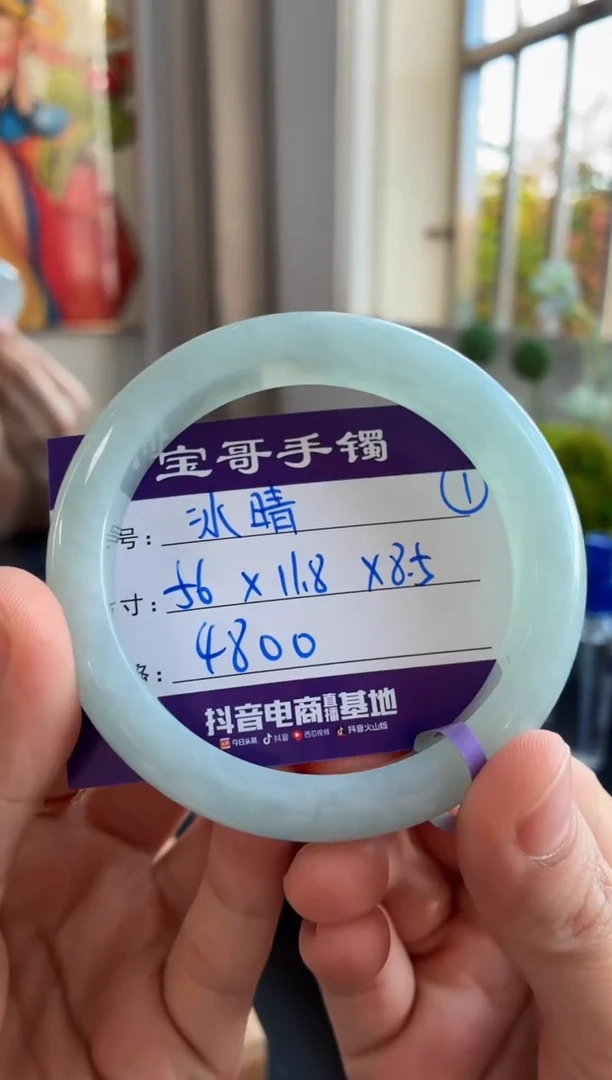 宝哥手镯
号： 冰晴 ①
寸： 56 x 11.8 x 8.5
格： 4800
抖音电商直播基地
今日头条 抖音 西瓜视频 抖音火山版